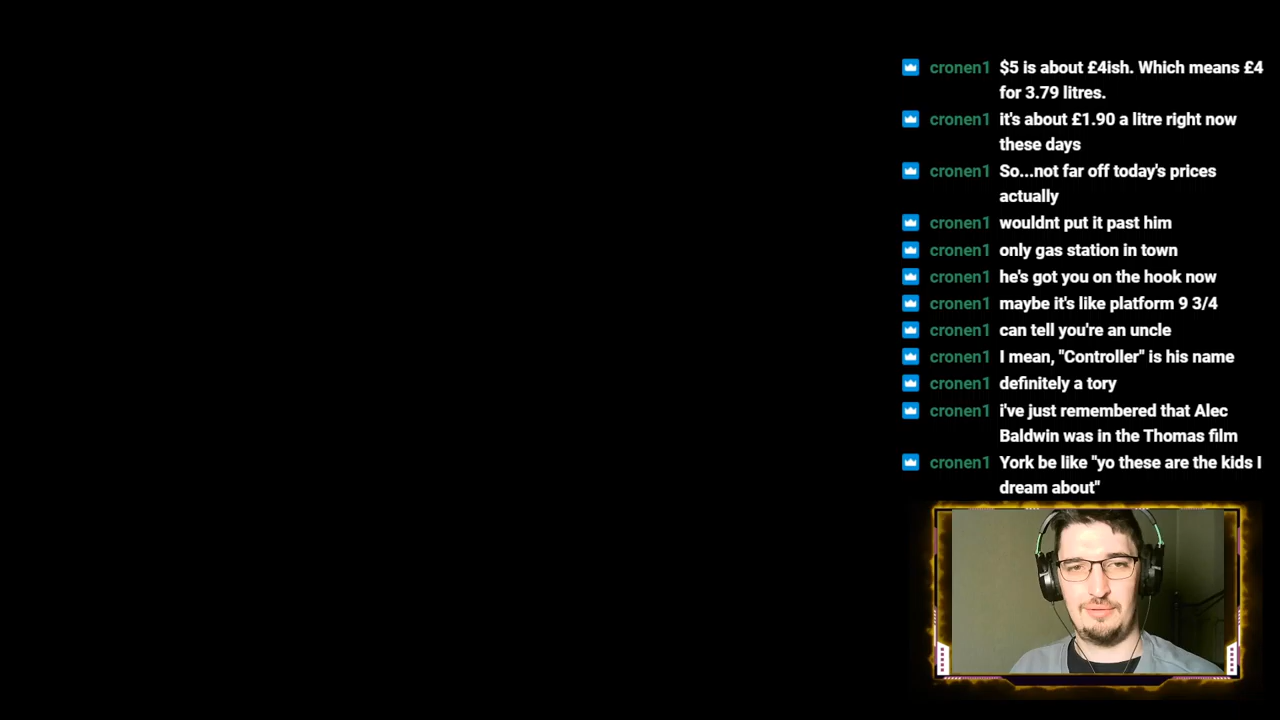 cronen1 $5 is about £4ish. Which means £4
for 3.79 litres.
cronen1 it's about £1.90 a litre right now
these days
cronen1 So...not far off today's prices
actually
cronen1 wouldnt put it past him
cronen1 only gas station in town
cronen1 he's got you on the hook now
cronen1 maybe it's like platform 9 3/4
cronen1 can tell you're an uncle
cronen1 I mean, "Controller" is his name
cronen1 definitely a tory
cronen1 i've just remembered that Alec
Baldwin was in the Thomas film
cronen1 York be like "yo these are the kids I
dream about"